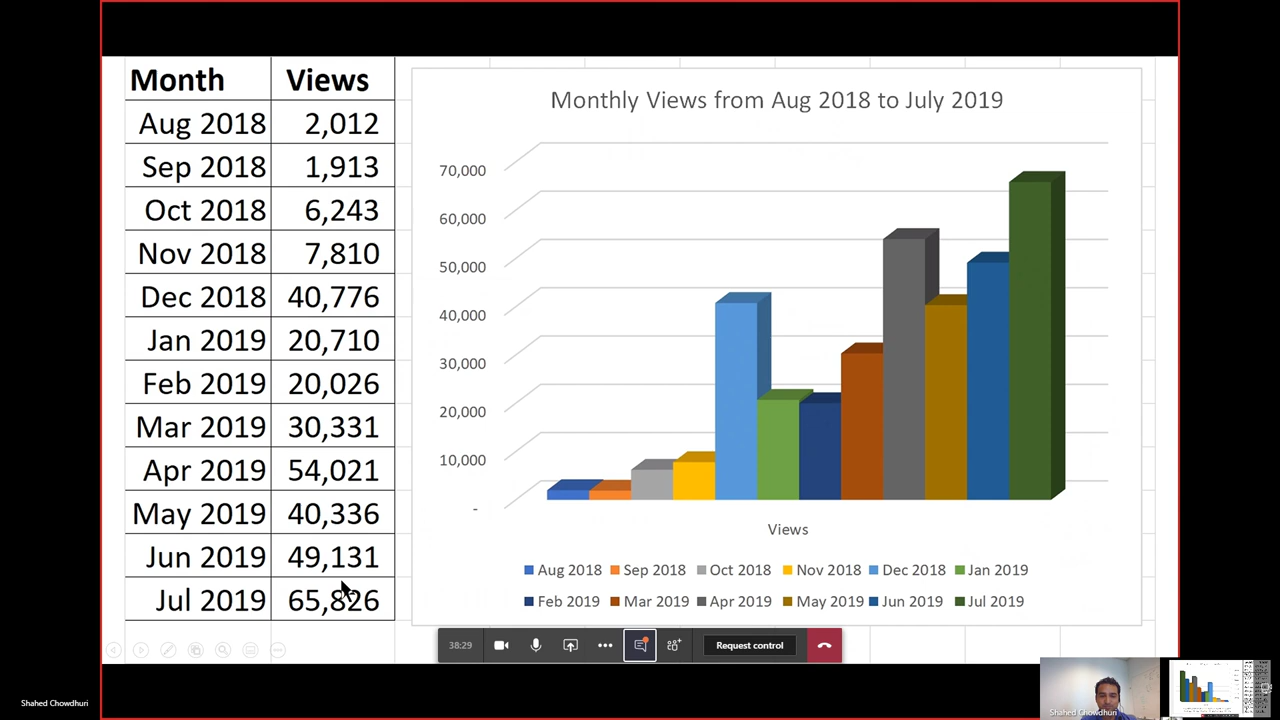 Month Views
Aug 2018 2,012
Sep 2018 1,913
Oct 2018 6,243
Nov 2018 7,810
Dec 2018 40,776
Jan 2019 20,710
Feb 2019 20,026
Mar 2019 30,331
Apr 2019 54,021
May 2019 40,336
Jun 2019 49,131
Jul 2019 65,826
Monthly Views from Aug 2018 to July 2019
70,000
60,000
50,000
40,000
30,000
20,000
10,000
-
Views
Aug 2018 Sep 2018 Oct 2018 Nov 2018 Dec 2018 Jan 2019
Feb 2019 Mar 2019 Apr 2019 May 2019 Jun 2019 Jul 2019
38:29 Request control
Shahed Chowdhuri
Shahed Chowdhuri